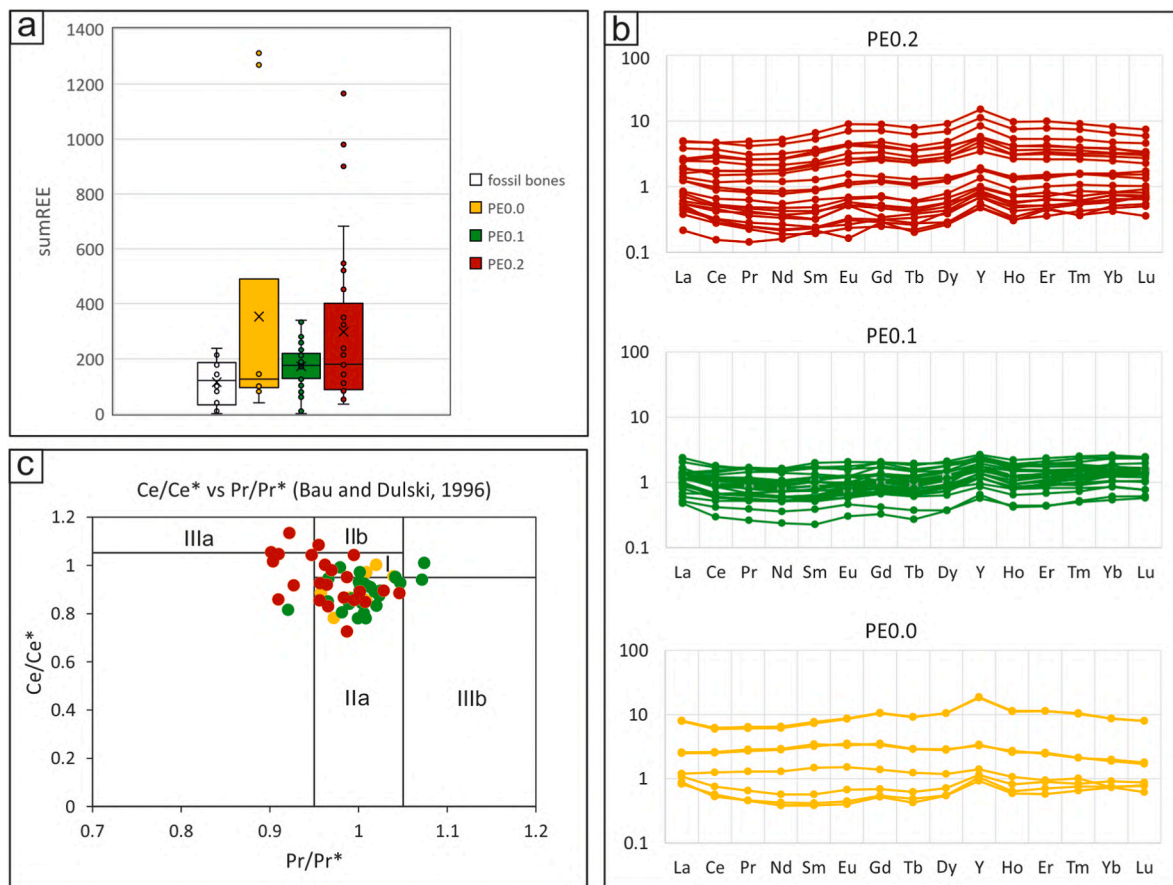 a
1400
1200
1000
800
600
400
200
0
sumREE
fossil bones
PE0.0
PE0.1
PE0.2
b
PE0.2
100
10
1
0.1
La Ce Pr Nd Sm Eu Gd Tb Dy Y Ho Er Tm Yb Lu
PE0.1
100
10
1
0.1
La Ce Pr Nd Sm Eu Gd Tb Dy Y Ho Er Tm Yb Lu
PE0.0
100
10
1
0.1
La Ce Pr Nd Sm Eu Gd Tb Dy Y Ho Er Tm Yb Lu
c
Ce/Ce* vs Pr/Pr* (Bau and Dulski, 1996)
1.2
1
0.8
0.6
0.4
0.2
0
Ce/Ce*
IIIa
IIb
I
IIa
IIIb
0.7 0.8 0.9 1 1.1 1.2
Pr/Pr*